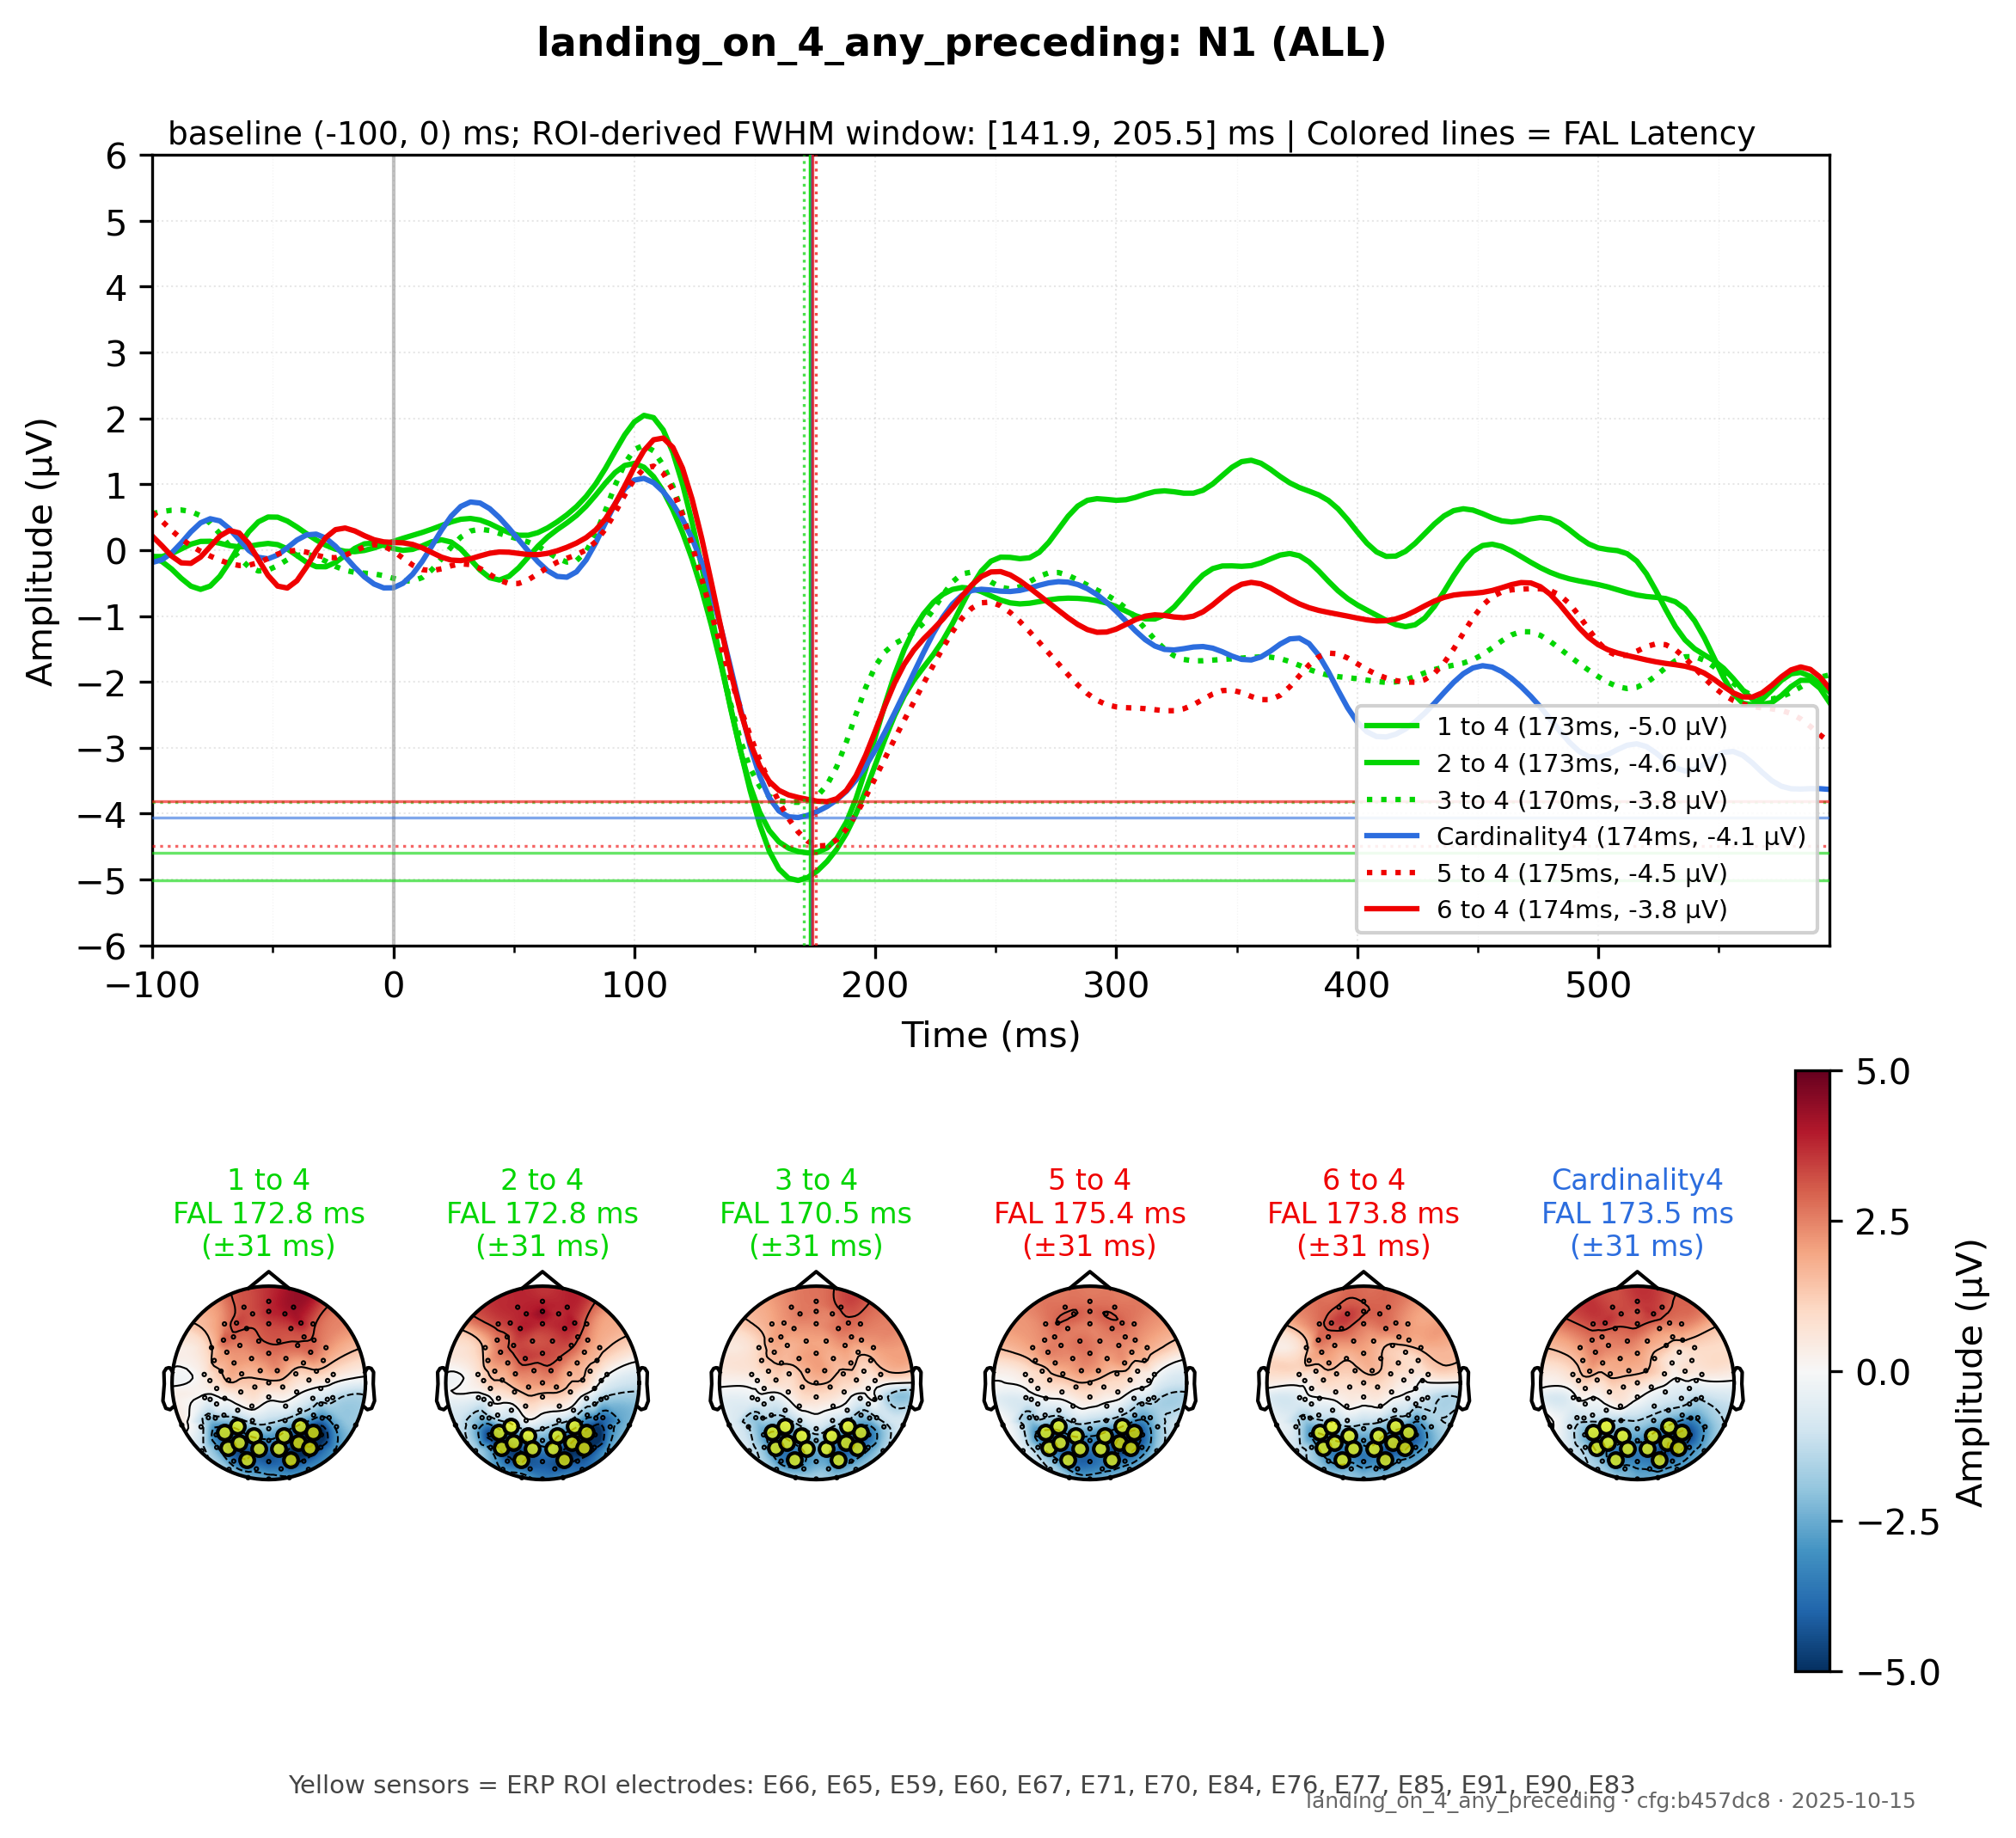 landing_on_4_any_preceding: N1 (ALL)
baseline (-100, 0) ms; ROI-derived FWHM window: [141.9, 205.5] ms | Colored lines = FAL Latency
Amplitude (µV)
6
5
4
3
2
1
0
−1
−2
−3
−4
−5
−6
−100
0
100
200
300
400
500
Time (ms)
1 to 4 (173ms, -5.0 µV)
2 to 4 (173ms, -4.6 µV)
3 to 4 (170ms, -3.8 µV)
Cardinality4 (174ms, -4.1 µV)
5 to 4 (175ms, -4.5 µV)
6 to 4 (174ms, -3.8 µV)
1 to 4
FAL 172.8 ms
(±31 ms)
2 to 4
FAL 172.8 ms
(±31 ms)
3 to 4
FAL 170.5 ms
(±31 ms)
5 to 4
FAL 175.4 ms
(±31 ms)
6 to 4
FAL 173.8 ms
(±31 ms)
Cardinality4
FAL 173.5 ms
(±31 ms)
5.0
2.5
0.0
−2.5
−5.0
Amplitude (µV)
Yellow sensors = ERP ROI electrodes: E66, E65, E59, E60, E67, E71, E70, E84, E76, E77, E85, E91, E90, E83
landing_on_4_any_preceding · cfg:b457dc8 · 2025-10-15